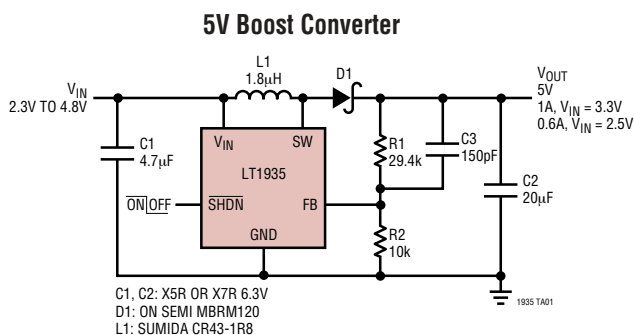 5V Boost Converter
L1
1.8µH
D1
VIN
2.3V TO 4.8V
VOUT
5V
1A, VIN = 3.3V
0.6A, VIN = 2.5V
C1
4.7µF
VIN
SW
LT1935
R1
29.4k
C3
150pF
ON OFF
SHDN
FB
C2
20µF
GND
R2
10k
1935 TA01
C1, C2: X5R OR X7R 6.3V
D1: ON SEMI MBRM120
L1: SUMIDA CR43-1R8